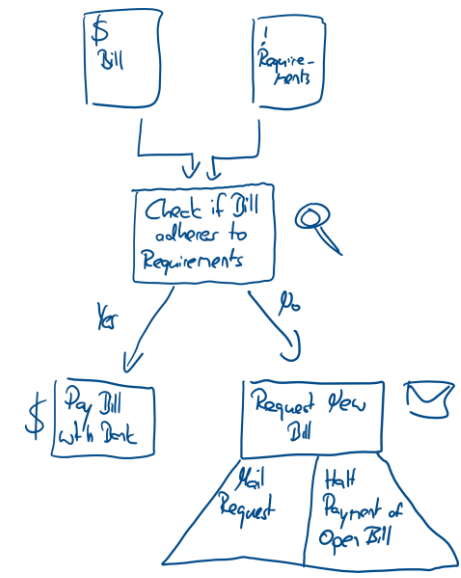 $
Bill
!
Require-
ments
Check if Bill
adheres to
Requirements
Yes
No
$
Pay Bill
with Bank
Request New
Bill
Mail
Request
Halt
Payment of
Open Bill